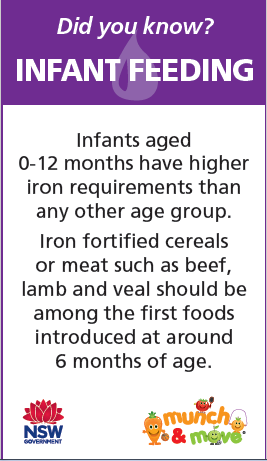 Did you know?
INFANT FEEDING
Infants aged
0-12 months have higher
iron requirements than
any other age group.
Iron fortified cereals
or meat such as beef,
lamb and veal should be
among the first foods
introduced at around
6 months of age.
NSW
GOVERNMENT
munch
& move